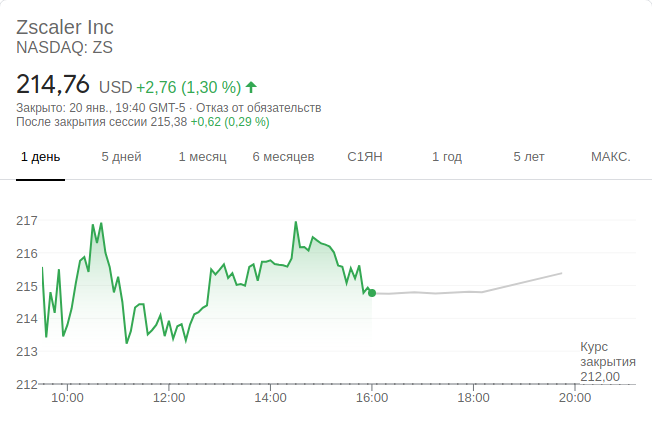 Zscaler Inc
NASDAQ: ZS
214,76 USD +2,76 (1,30 %)
Закрыто: 20 янв., 19:40 GMT-5 · Отказ от обязательств
После закрытия сессии 215,38 +0,62 (0,29 %)
1 день 5 дней 1 месяц 6 месяцев С1ЯН 1 год 5 лет МАКС.
217
216
215
214
213
212
Курс
закрытия
212,00
10:00 12:00 14:00 16:00 18:00 20:00